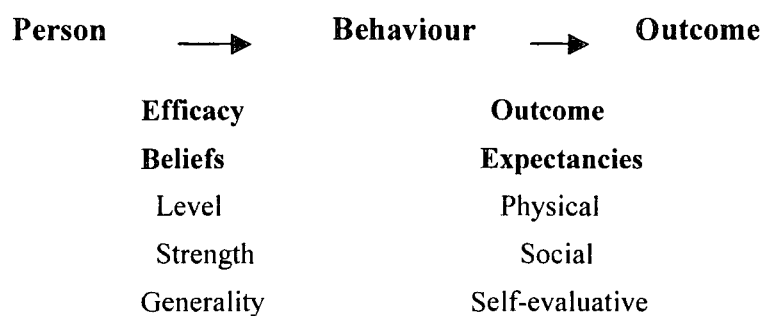 Person Behaviour Outcome
Efficacy Outcome
Beliefs Expectancies
Level Physical
Strength Social
Generality Self-evaluative